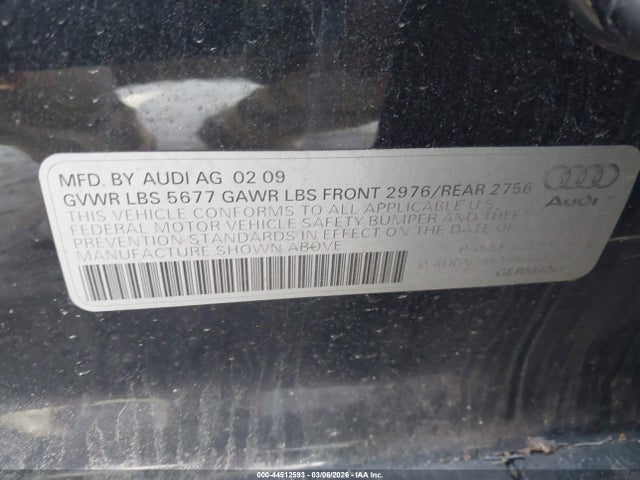 MFD. BY AUDI AG 02 09
GVWR LBS 5677 GAWR LBS FRONT 2976/REAR 2756
THIS VEHICLE CONFORMS TO ALL APPLICABLE U.S.
FEDERAL MOTOR VEHICLE SAFETY BUMPER AND THEFT
PREVENTION STANDARDS IN EFFECT ON THE DATE OF
MANUFACTURE SHOWN ABOVE
Audi
GERMANY
000-44512593 - 03/06/2026 - IAAI.COM